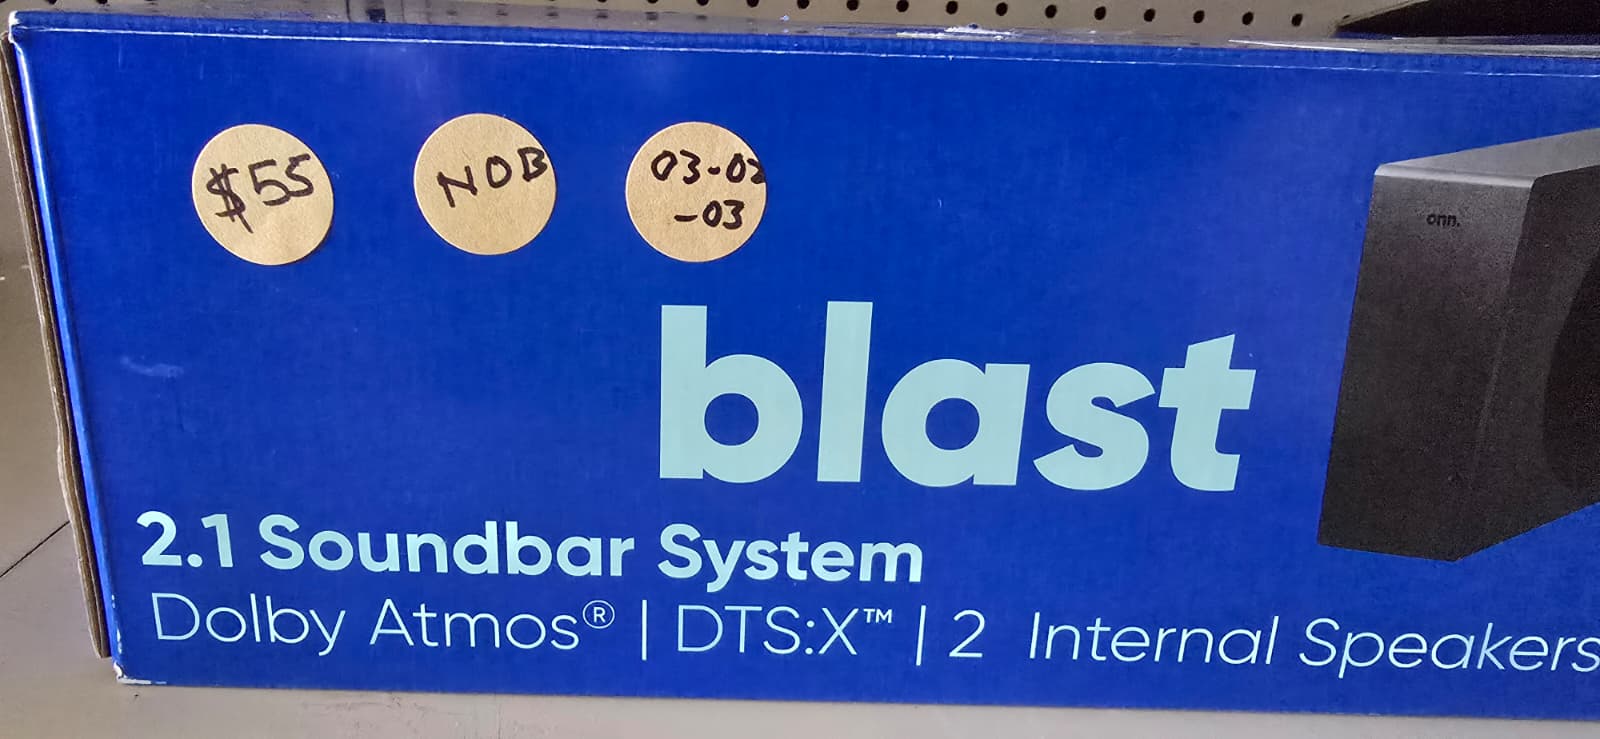 $55
NOB
03-02
-03
onn.
blast
2.1 Soundbar System
Dolby Atmos® | DTS:X™ | 2 Internal Speakers